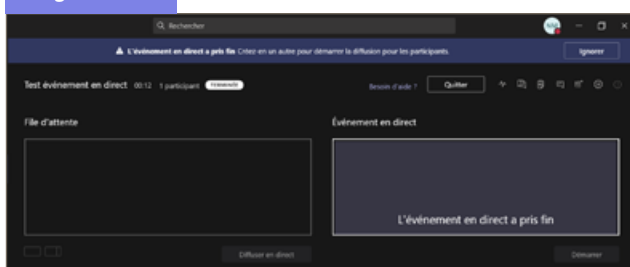 Rechercher
L'événement en direct a pris fin Créez-en un autre pour démarrer la diffusion pour les participants.
Ignorer
Test événement en direct 00:12 1 participant TERMINÉE
Besoin d'aide ?
Quitter
File d'attente
Événement en direct
L'événement en direct a pris fin
Diffuser en direct
Démarrer